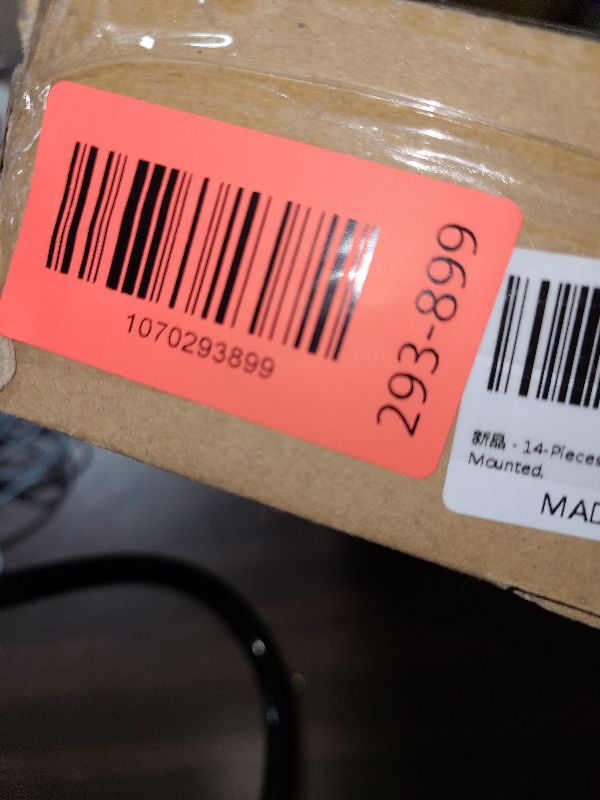 1070293899
293-899
新品 - 14-Pieces
Mounted.
MAD